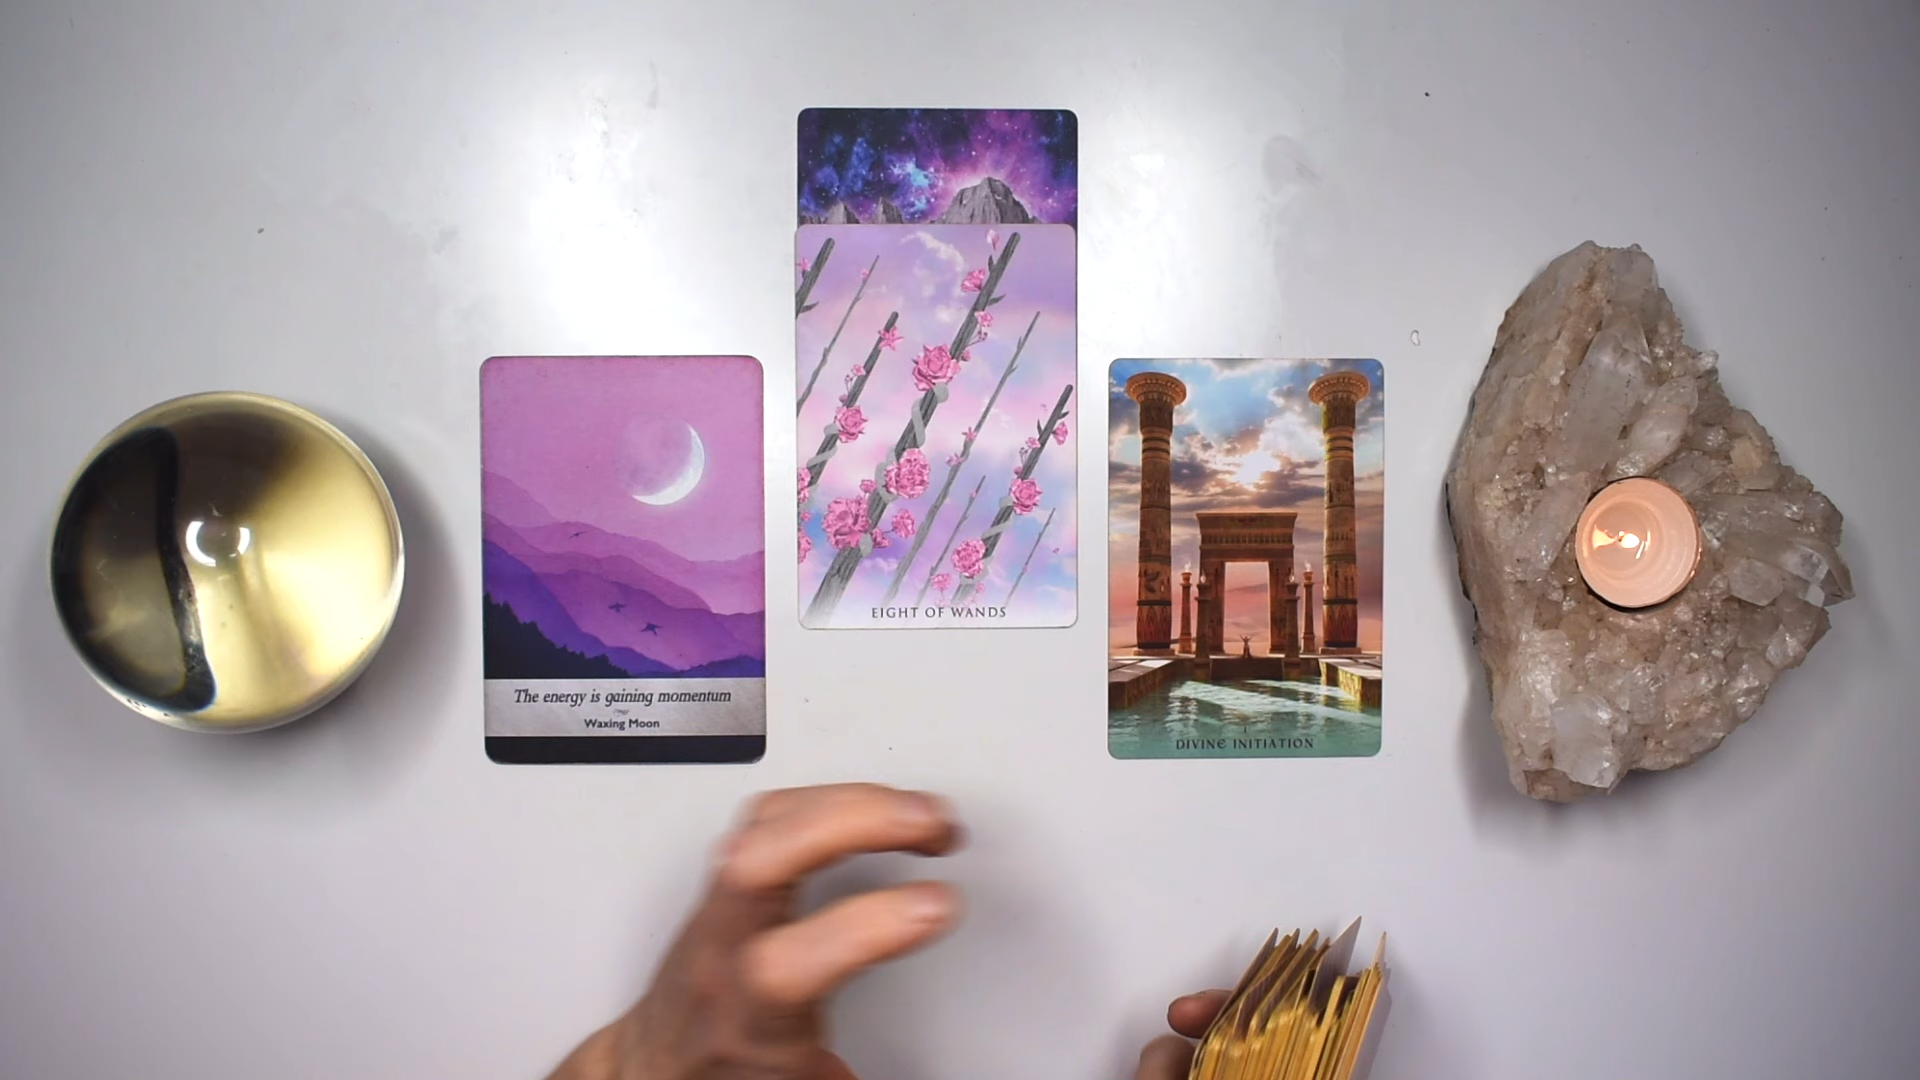 EIGHT OF WANDS
The energy is gaining momentum
Waxing Moon
I
DIVINE INITIATION